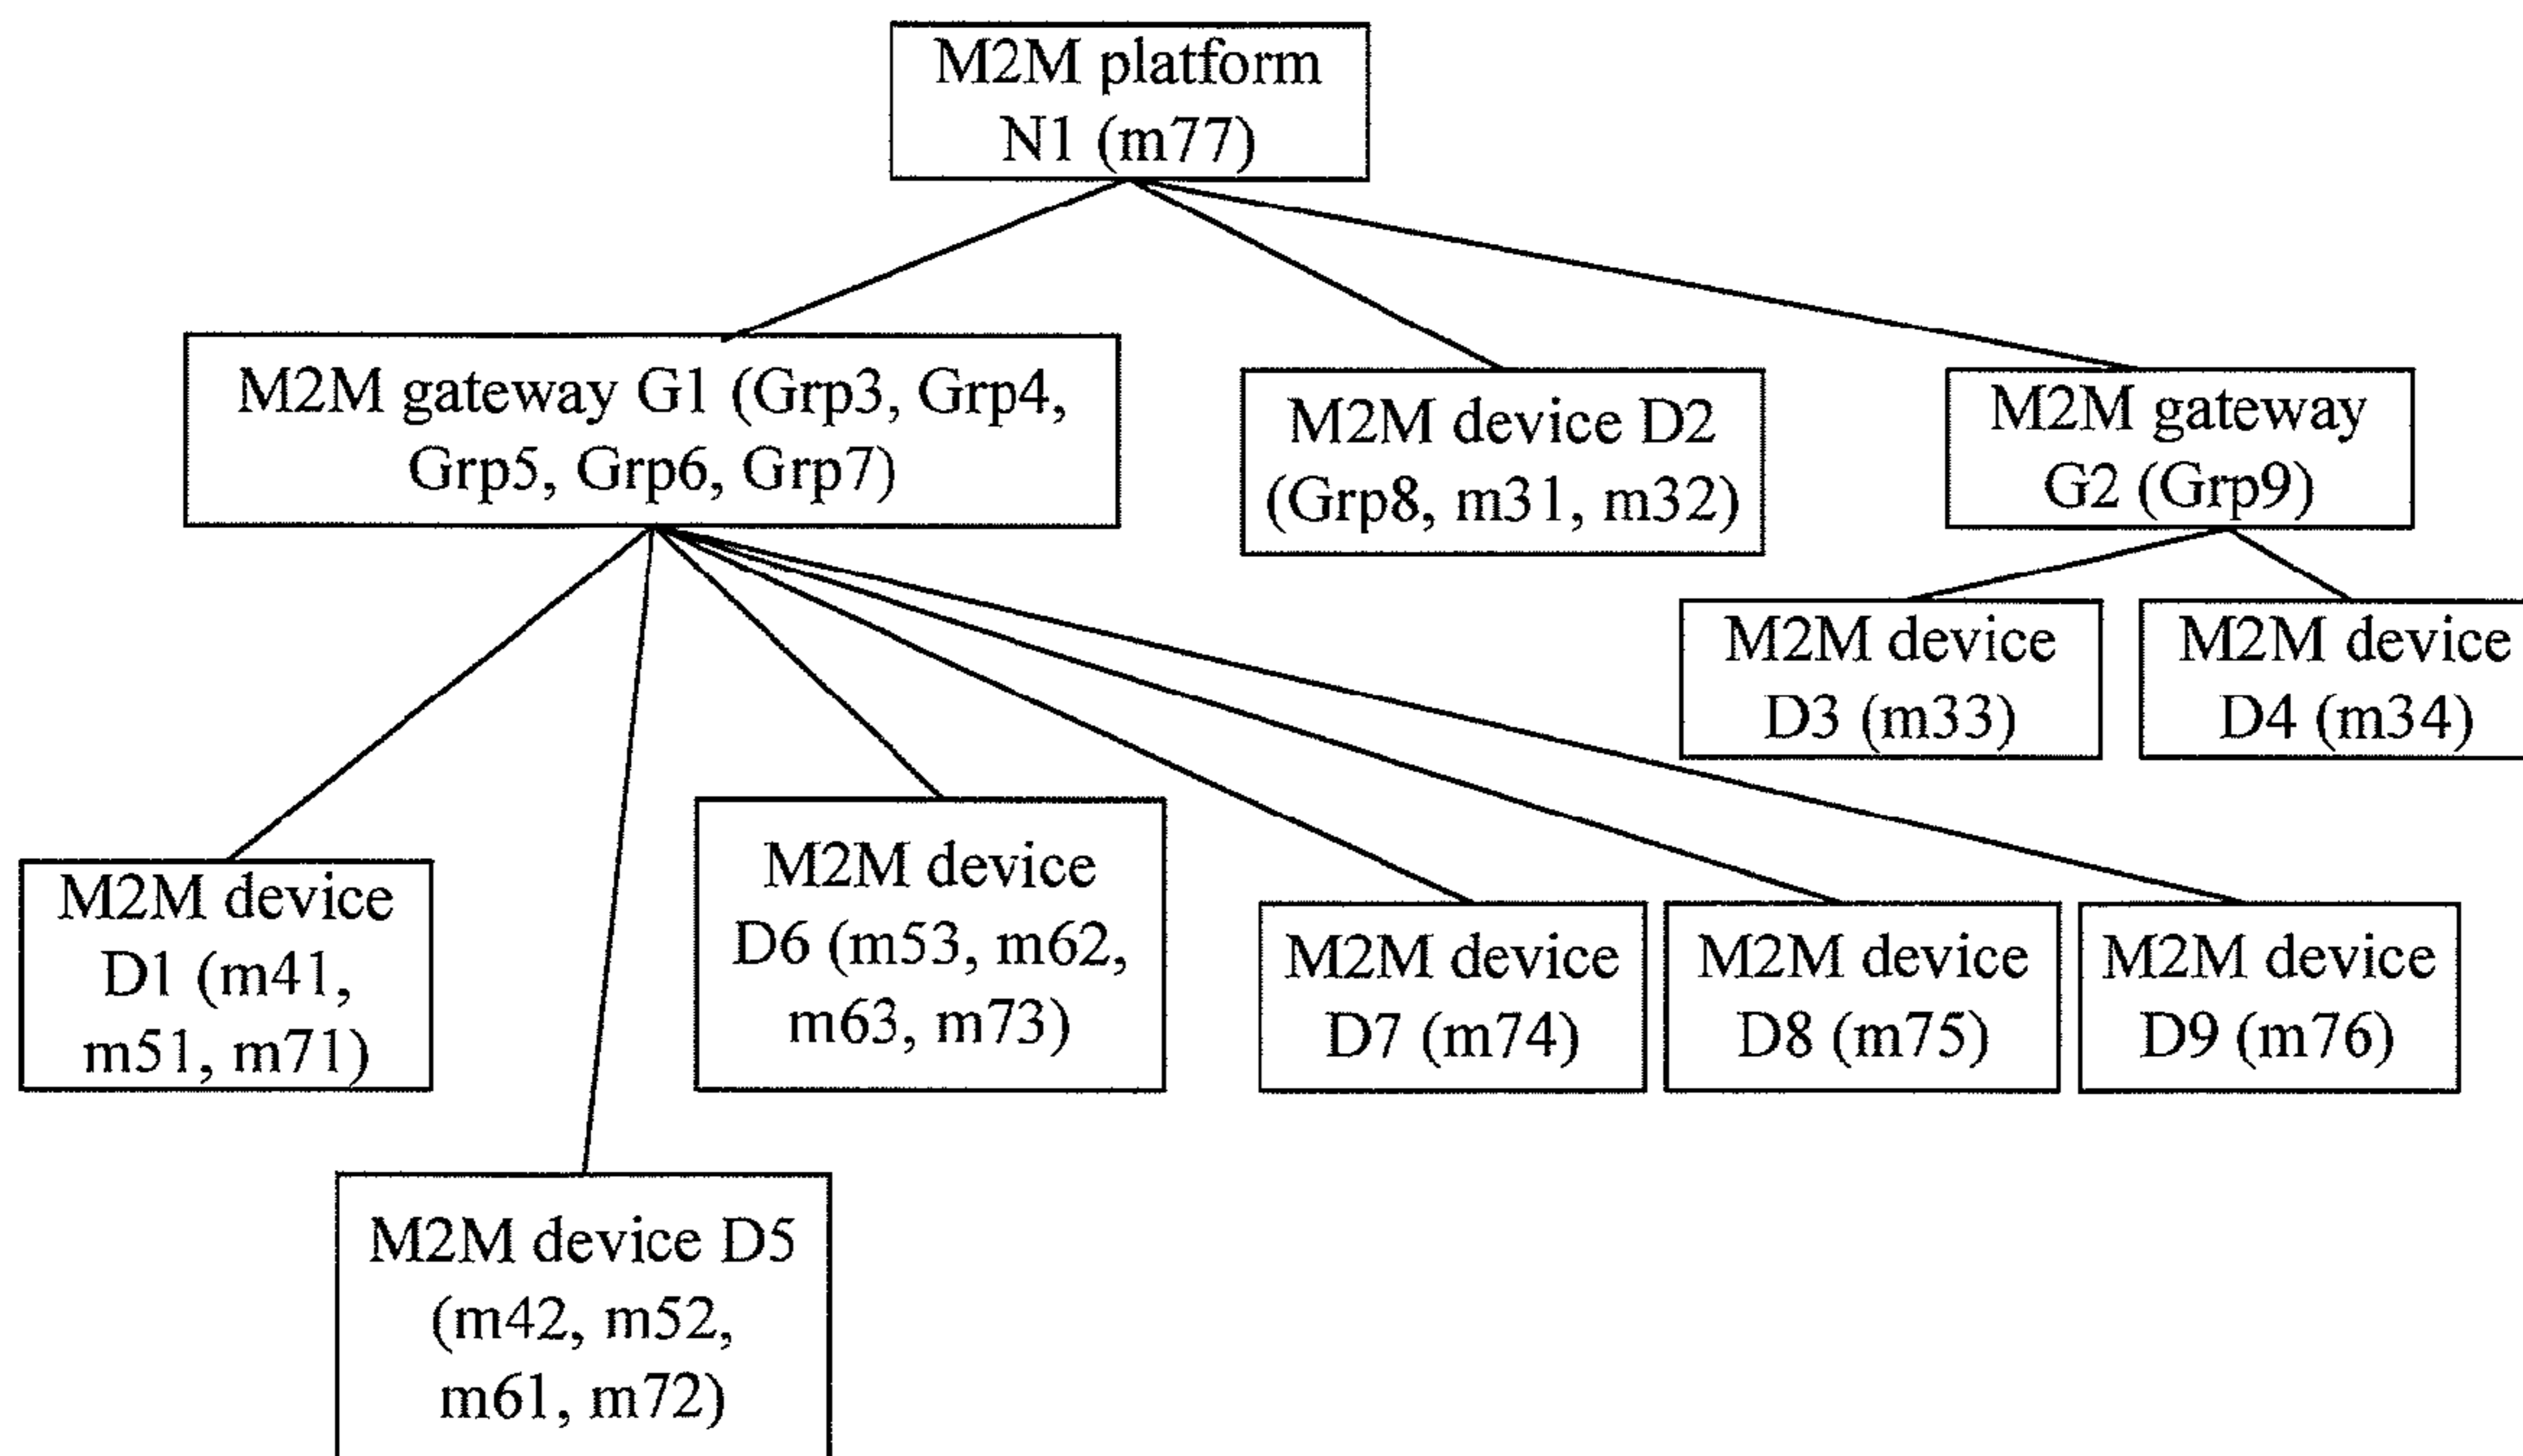 M2M platform
N1 (m77)
M2M gateway G1 (Grp3, Grp4,
Grp5, Grp6, Grp7)
M2M device D2
(Grp8, m31, m32)
M2M gateway
G2 (Grp9)
M2M device
D3 (m33)
M2M device
D4 (m34)
M2M device
D1 (m41,
m51, m71)
M2M device
D6 (m53, m62,
m63, m73)
M2M device
D7 (m74)
M2M device
D8 (m75)
M2M device
D9 (m76)
M2M device D5
(m42, m52,
m61, m72)